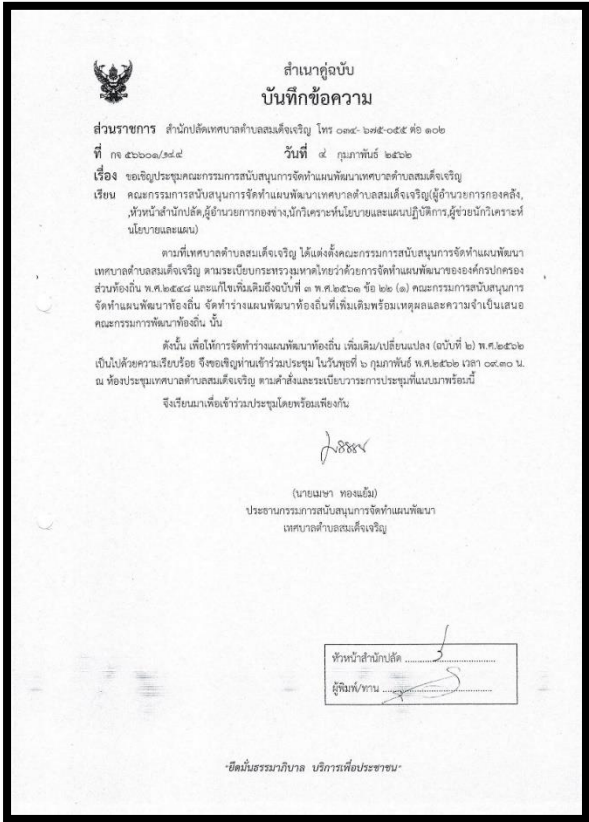 สำเนาคู่ฉบับ
บันทึกข้อความ
ส่วนราชการ สำนักปลัดเทศบาลตำบลสมเด็จเจริญ โทร ๐๓๔- ๖๗๕-๐๕๕ ต่อ ๑๐๒
ที่ กจ ๕๖๖๐๑/ วันที่ ๔ กุมภาพันธ์ ๒๕๖๒
เรื่อง ขอเชิญประชุมคณะกรรมการสนับสนุนการจัดทำแผนพัฒนาเทศบาลตำบลสมเด็จเจริญ
เรียน คณะกรรมการสนับสนุนการจัดทำแผนพัฒนาเทศบาลตำบลสมเด็จเจริญ(ผู้อำนวยการกองคลัง,
,หัวหน้าสำนักปลัด,ผู้อำนวยการกองช่าง,นักวิเคราะห์นโยบายและแผนปฏิบัติการ,ผู้ช่วยนักวิเคราะห์
นโยบายและแผน)
ตามที่เทศบาลตำบลสมเด็จเจริญ ได้แต่งตั้งคณะกรรมการสนับสนุนการจัดทำแผนพัฒนา
เทศบาลตำบลสมเด็จเจริญ ตามระเบียบกระทรวงมหาดไทยว่าด้วยการจัดทำแผนพัฒนาขององค์กรปกครอง
ส่วนท้องถิ่น พ.ศ.๒๕๔๘ และแก้ไขเพิ่มเติมถึงฉบับที่ ๓ พ.ศ.๒๕๖๑ ข้อ ๒๒ (๑) คณะกรรมการสนับสนุนการ
จัดทำแผนพัฒนาท้องถิ่น จัดทำร่างแผนพัฒนาท้องถิ่นที่เพิ่มเติมพร้อมเหตุผลและความจำเป็นเสนอ
คณะกรรมการพัฒนาท้องถิ่น นั้น
ดังนั้น เพื่อให้การจัดทำร่างแผนพัฒนาท้องถิ่น เพิ่มเติม/เปลี่ยนแปลง (ฉบับที่ ๒) พ.ศ.๒๕๖๒
เป็นไปด้วยความเรียบร้อย จึงขอเชิญท่านเข้าร่วมประชุม ในวันพุธที่ ๖ กุมภาพันธ์ พ.ศ.๒๕๖๒ เวลา ๐๙.๓๐ น.
ณ ห้องประชุมเทศบาลตำบลสมเด็จเจริญ ตามคำสั่งและระเบียบวาระการประชุมที่แนบมาพร้อมนี้
จึงเรียนมาเพื่อเข้าร่วมประชุมโดยพร้อมเพียงกัน
(นายเมษา ทองแย้ม)
ประธานกรรมการสนับสนุนการจัดทำแผนพัฒนา
เทศบาลตำบลสมเด็จเจริญ
หัวหน้าสำนักปลัด
ผู้พิมพ์/ทาน
"ยึดมั่นธรรมาภิบาล บริการเพื่อประชาชน"